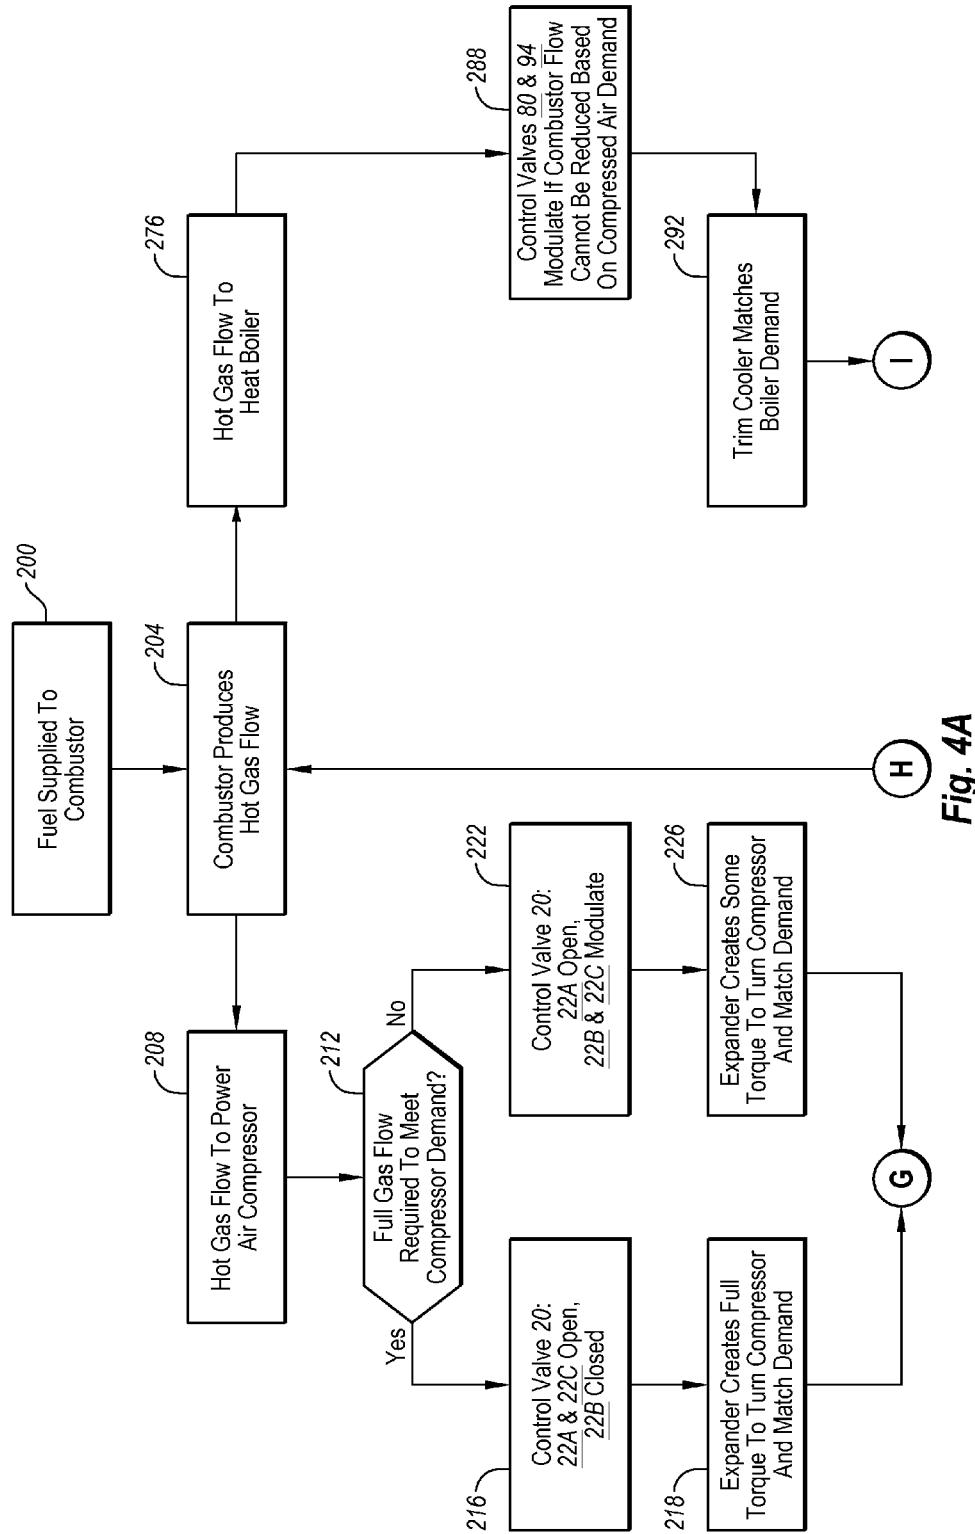 200
Fuel Supplied To
Combustor
204
Combustor Produces
Hot Gas Flow
208
Hot Gas Flow To Power
Air Compressor
276
Hot Gas Flow To
Heat Boiler
212
Full Gas Flow
Required To Meet
Compressor Demand?
Yes
No
216
Control Valve 20:
22A & 22C Open,
22B Closed
222
Control Valve 20:
22A Open,
22B & 22C Modulate
288
Control Valves 80 & 94
Modulate If Combustor Flow
Cannot Be Reduced Based
On Compressed Air Demand
218
Expander Creates Full
Torque To Turn Compressor
And Match Demand
226
Expander Creates Some
Torque To Turn Compressor
And Match Demand
292
Trim Cooler Matches
Boiler Demand
G
H
I
Fig. 4A